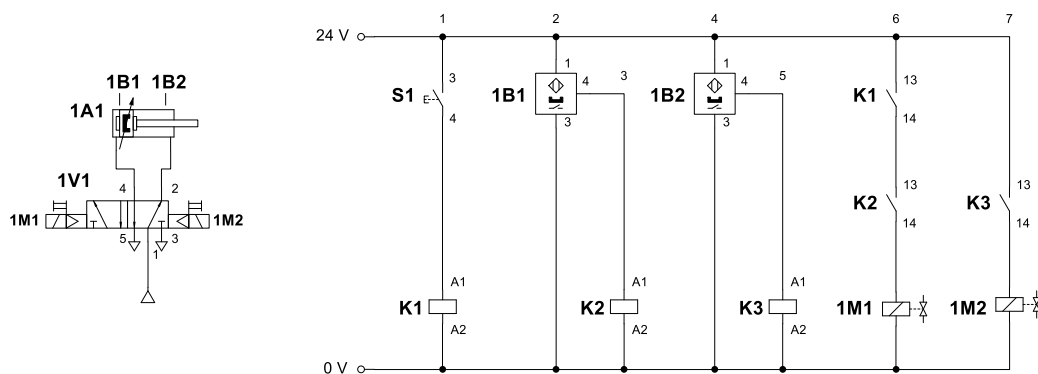 1 2 4 6 7
24 V
1B1 1B2
1A1
3
S1 E
4
1
1B1
4 3
3
1
1B2
4 5
3
13
K1
14
1V1
4 2
1M1 1M2
5 3
1
13
K2
14
13
K3
14
A1 A1 A1
K1 K2 K3 1M1 1M2
A2 A2 A2
0 V